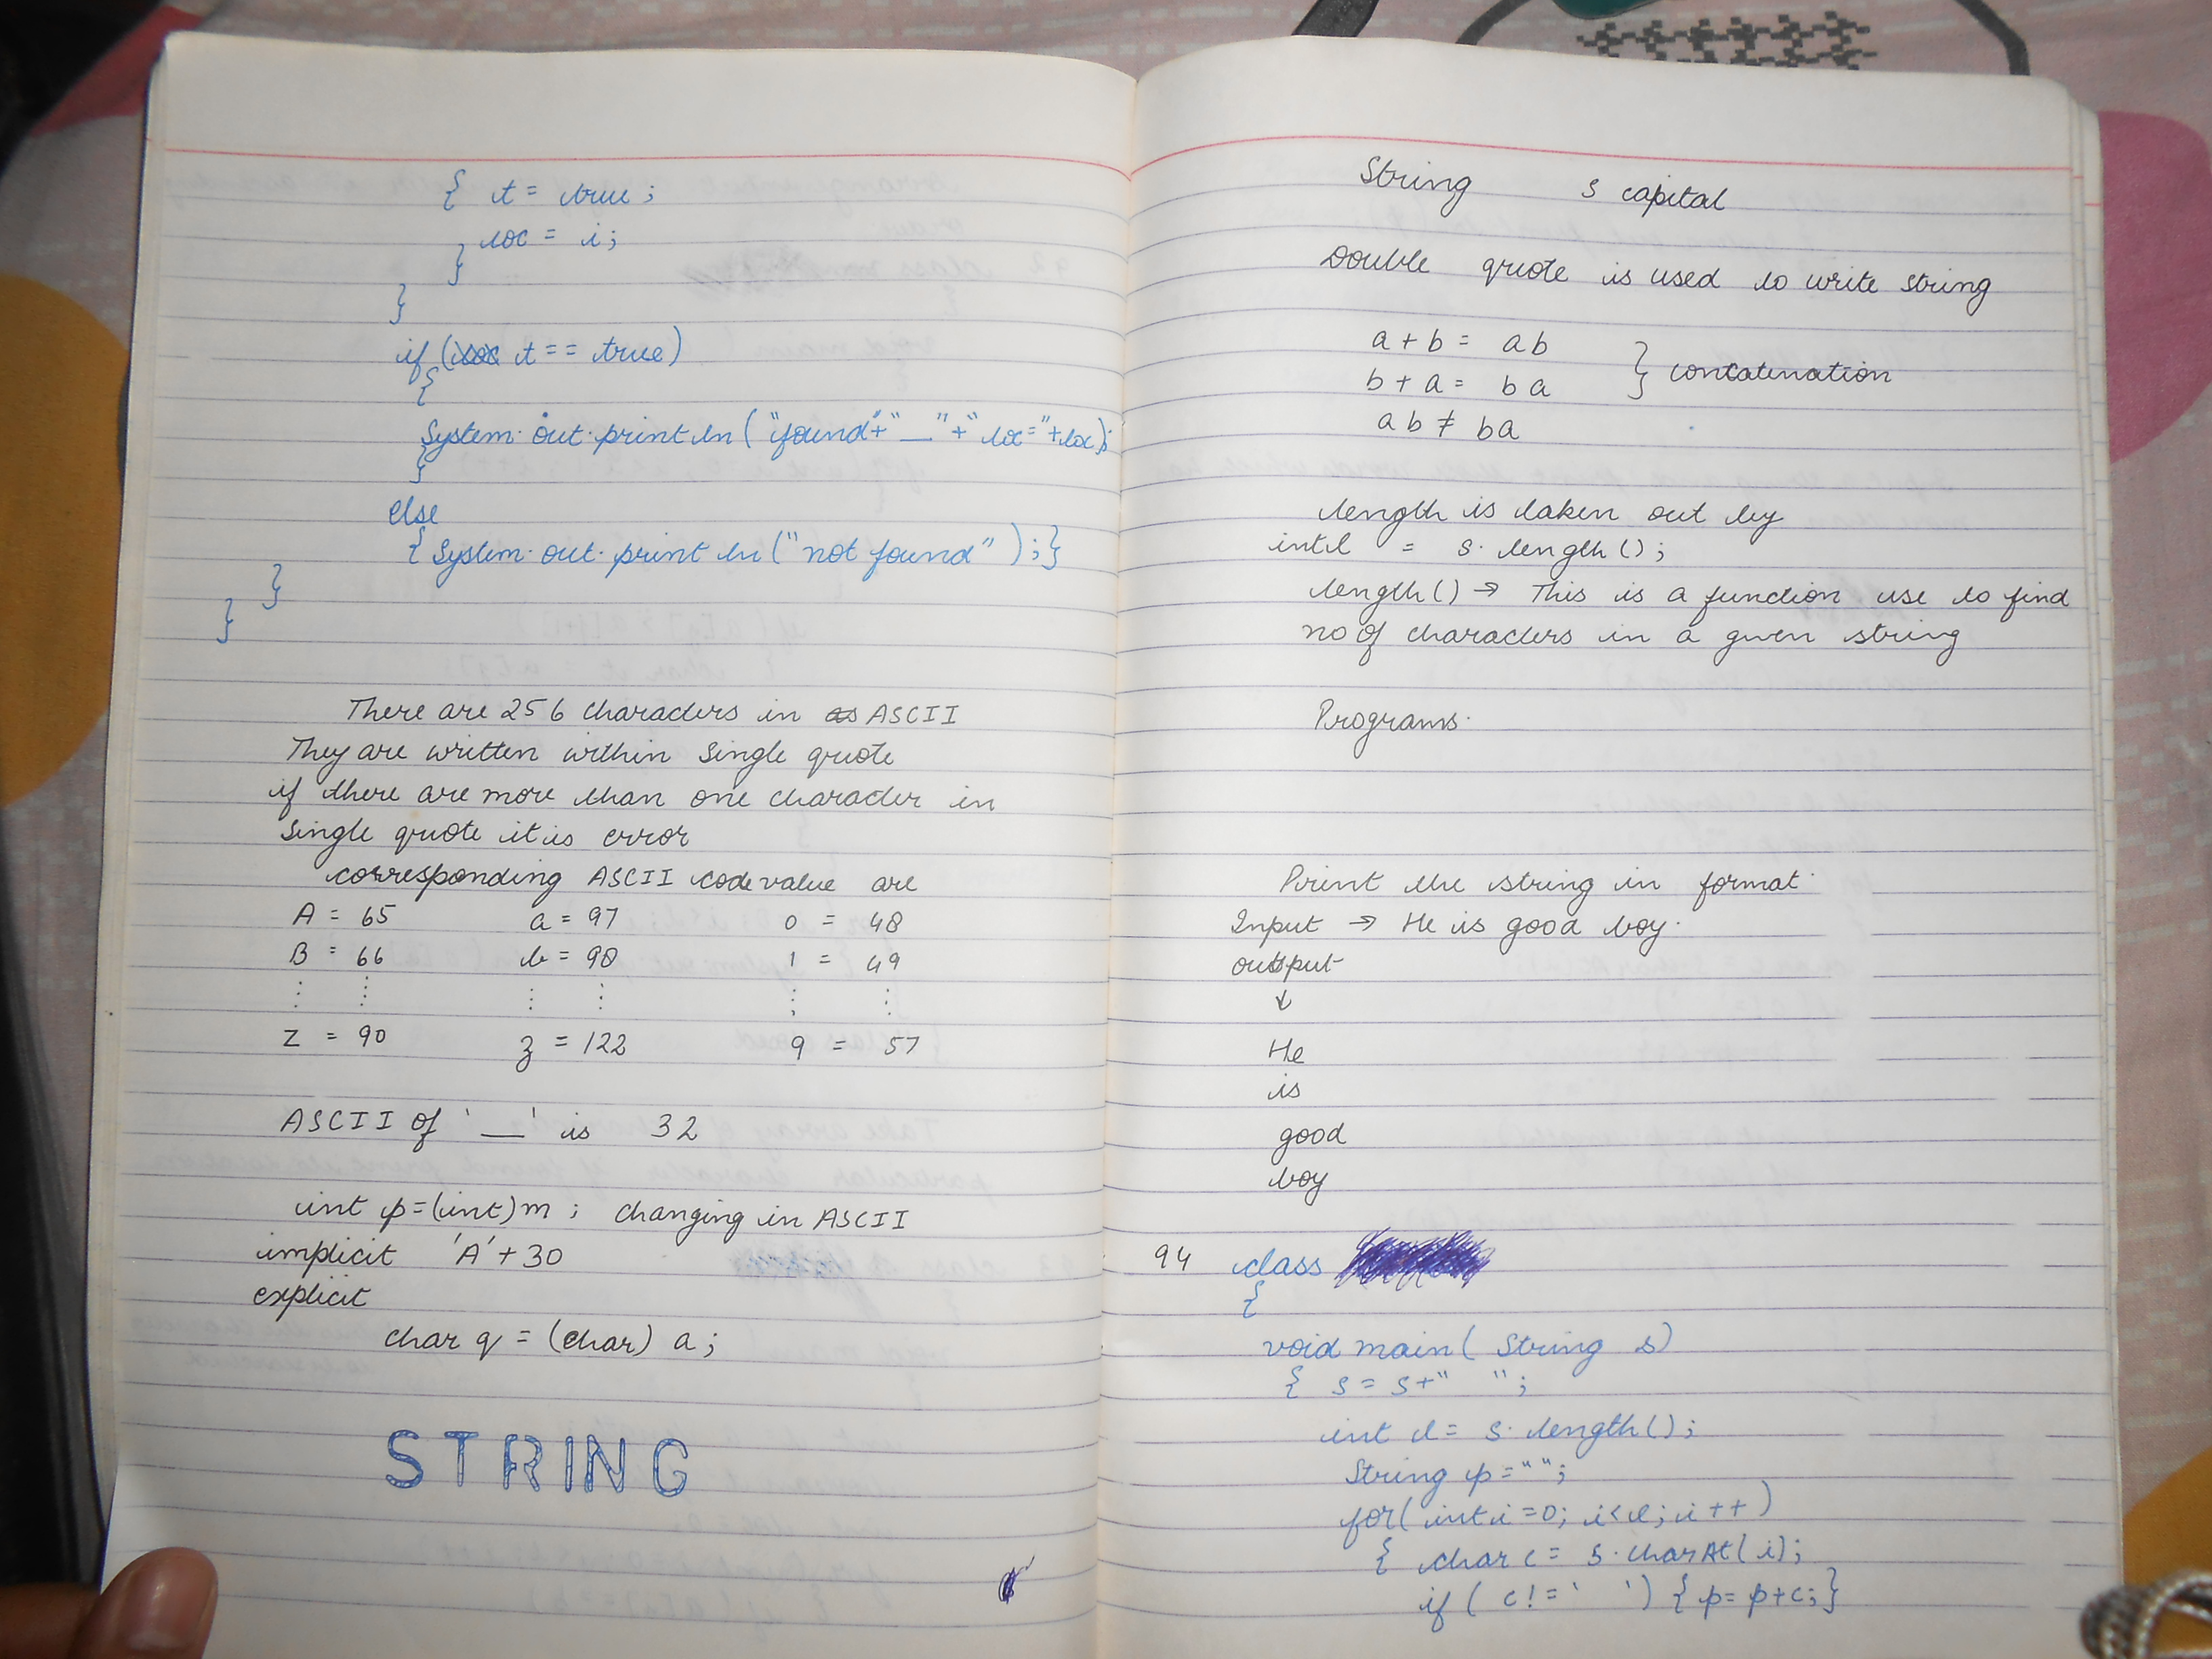 { t = true ;
loc = i ;
}
}
if ( t == true)
{
System.out.println ("found"+"__"+"loc="+loc);
}
else
{ System.out.println ("not found") ; }
}
}
There are 256 characters in ASCII
They are written within single quote
if there are more than one character in
single quote it is error
corresponding ASCII code value are
A = 65 a = 97 0 = 48
B = 66 b = 98 1 = 49
⋮ ⋮ ⋮ ⋮ ⋮ ⋮
Z = 90 z = 122 9 = 57
ASCII of '__' is 32
int p = (int) m ; changing in ASCII
implicit 'A' + 30
explicit
char q = (char) a ;
STRING
String s capital
Double quote is used to write string
a + b = ab
b + a = ba } concatenation
ab ≠ ba
length is taken out by
int l = s.length () ;
length () → This is a function use to find
no of characters in a given string
Programs.
Print the string in format.
Input → He is good boy.
output
↓
He
is
good
boy
94 class
{
void main ( String s)
{ s = s+" " ;
int l = s.length () ;
String p = "" ;
for( int i = 0; i < l ; i ++ )
{ char c = s.charAt ( i ) ;
if ( c ! = ' ' ) { p = p+c ; }